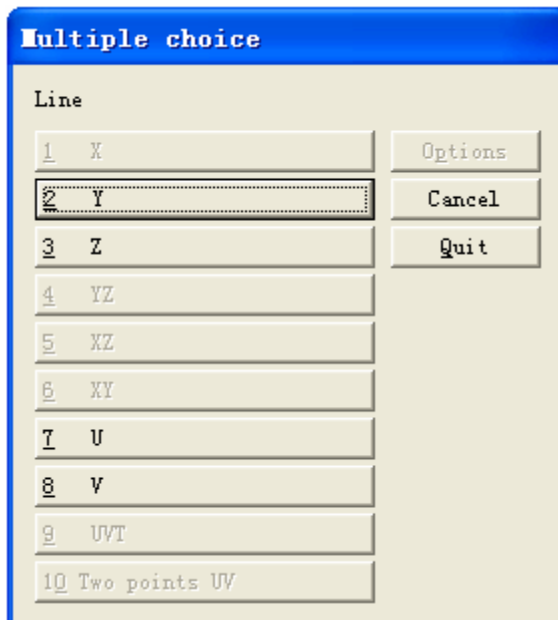 Multiple choice
Line
1 X
Options
2 Y
Cancel
3 Z
Quit
4 YZ
5 XZ
6 XY
7 U
8 V
9 UVT
10 Two points UV